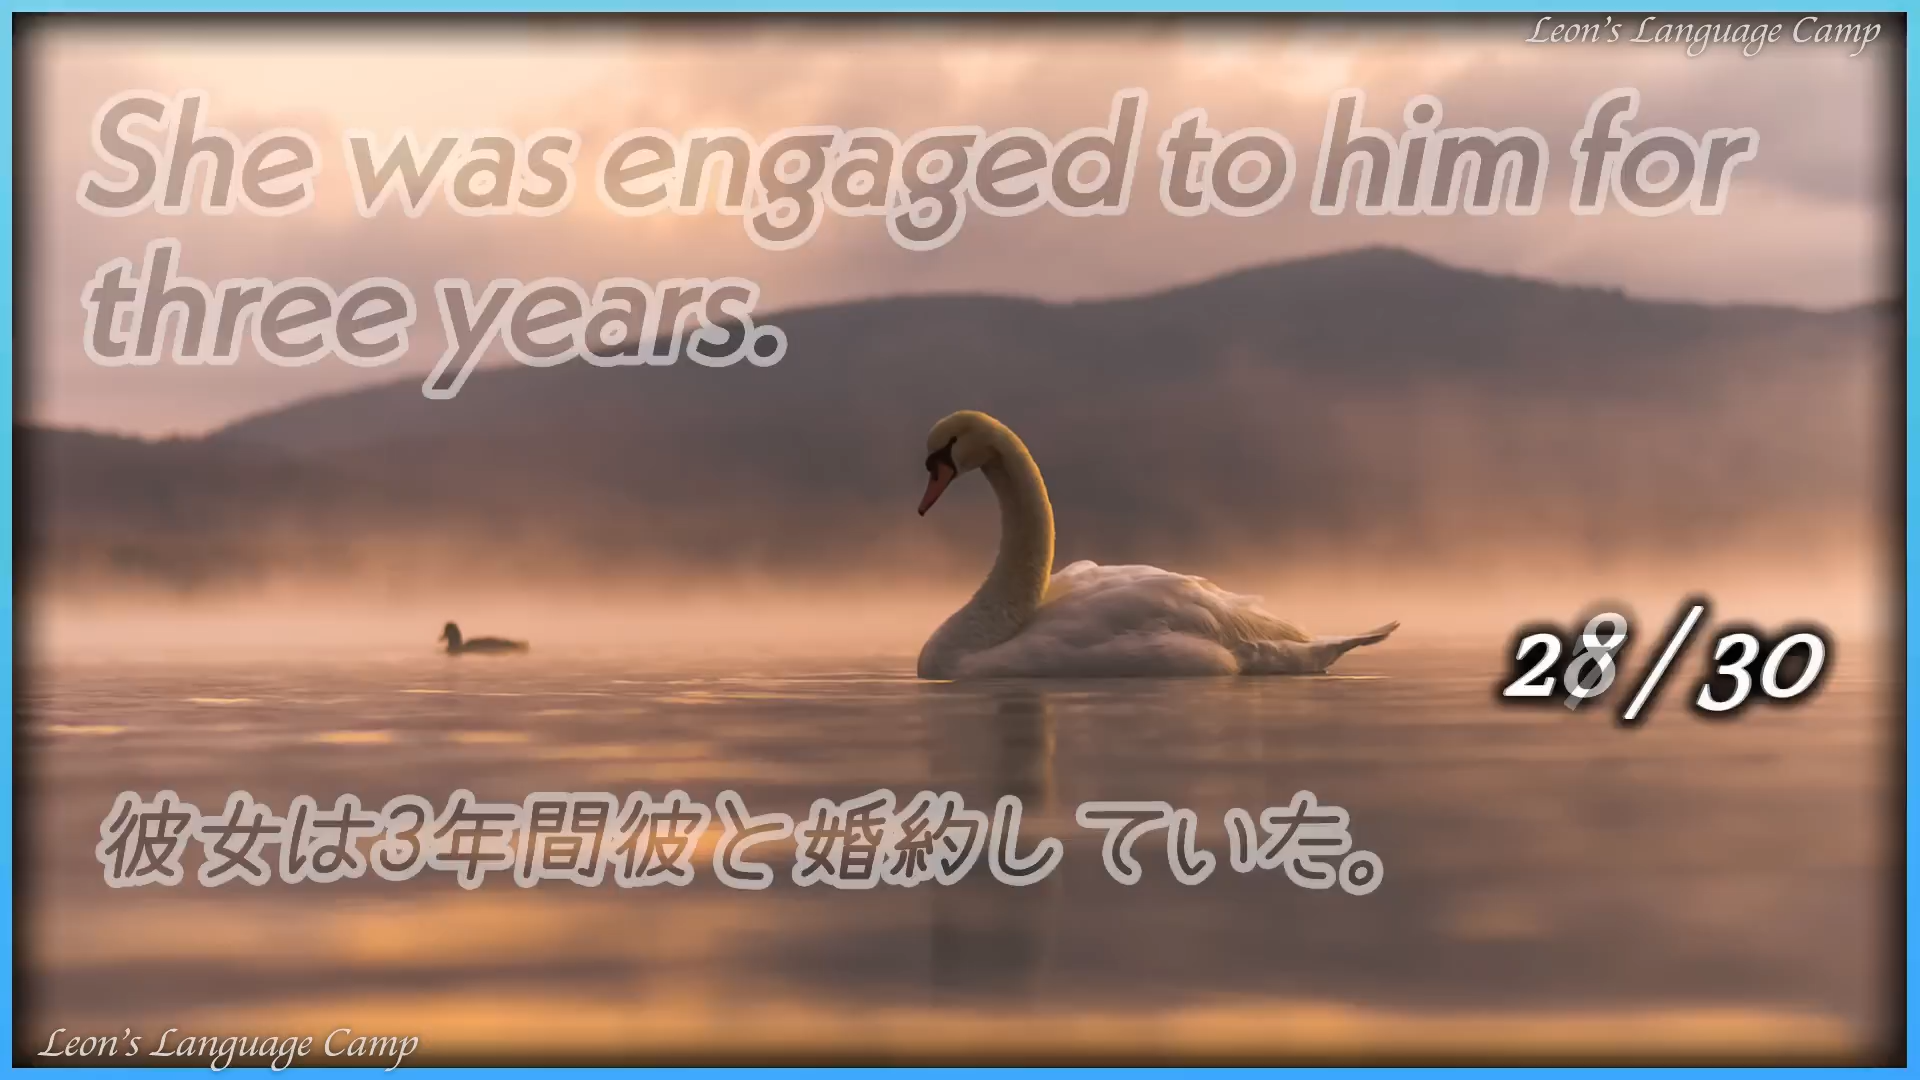 Leon's Language Camp
She was engaged to him for
three years.
28/30
彼女は3年間彼と婚約していた。
Leon's Language Camp